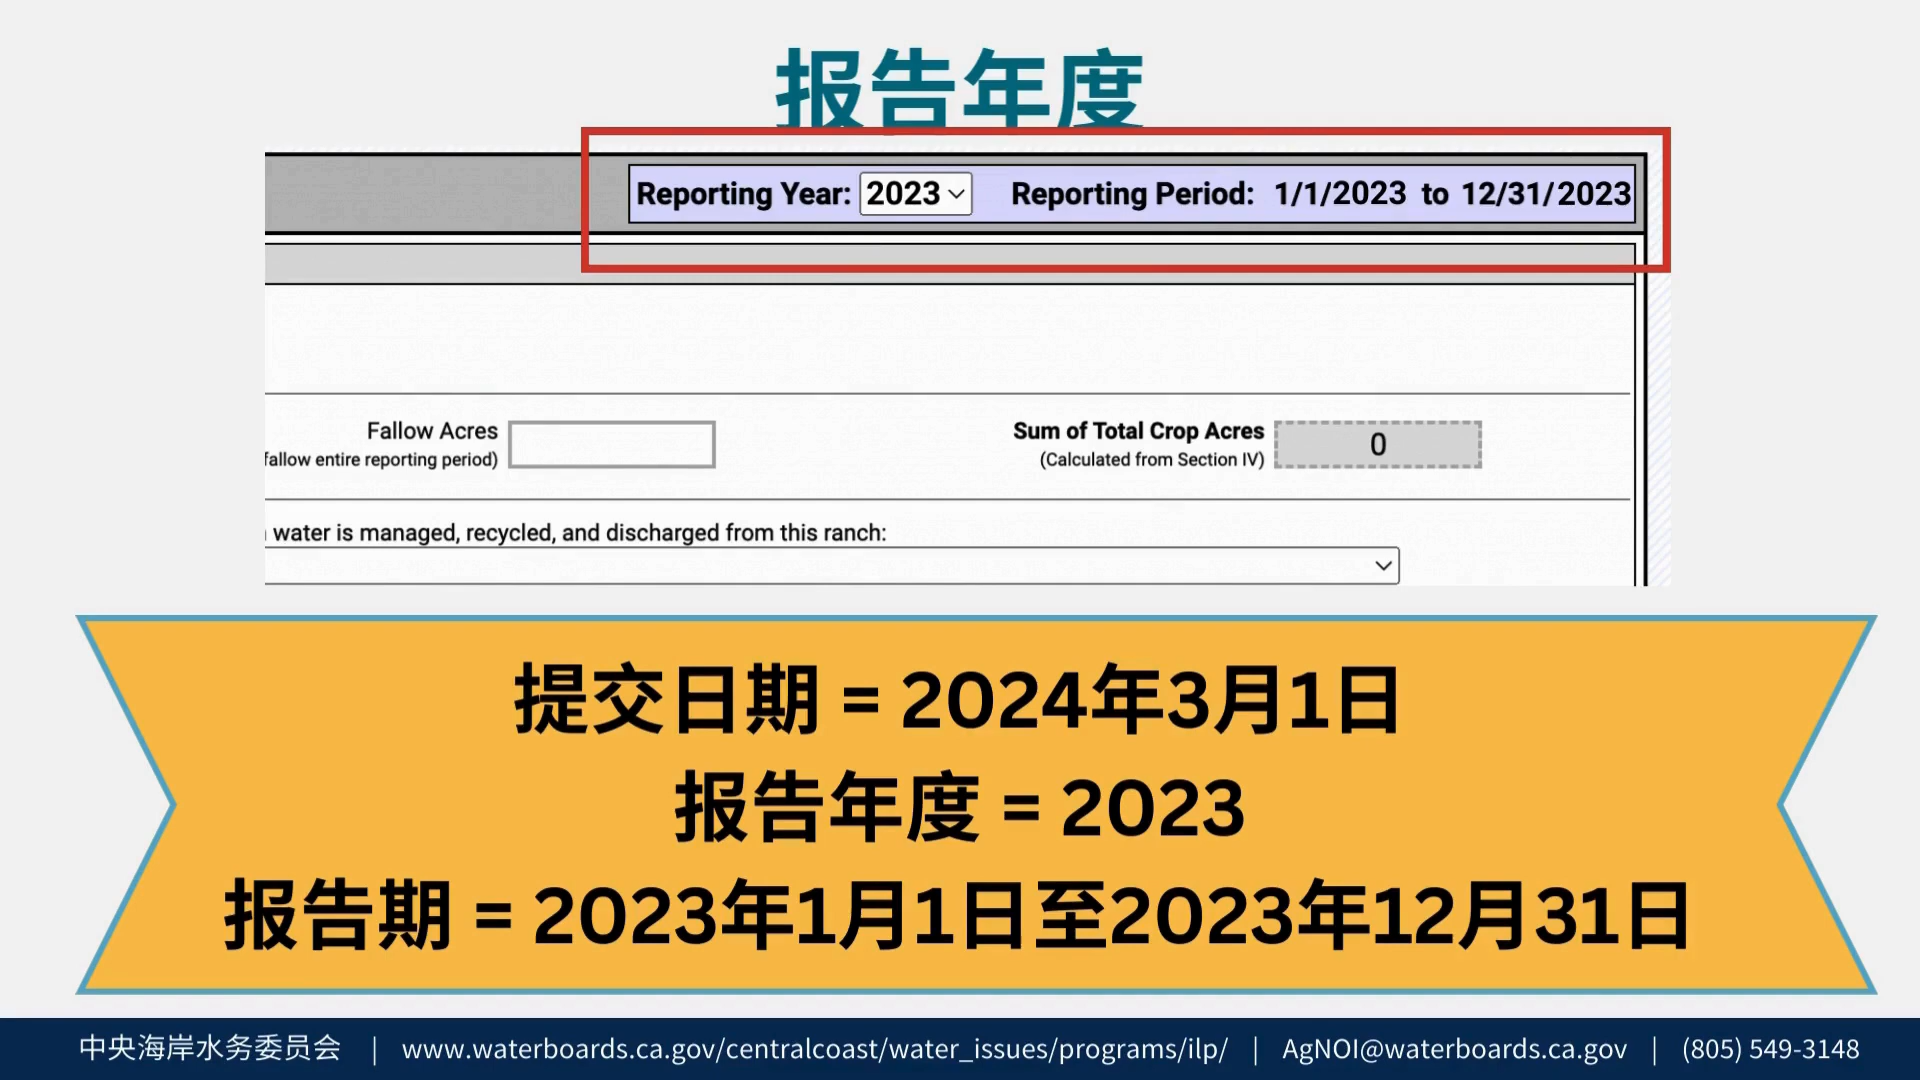 报告年度
Reporting Year: 2023 Reporting Period: 1/1/2023 to 12/31/2023
Fallow Acres
fallow entire reporting period)
Sum of Total Crop Acres
(Calculated from Section IV)
0
water is managed, recycled, and discharged from this ranch:
提交日期 = 2024年3月1日
报告年度 = 2023
报告期 = 2023年1月1日至2023年12月31日
中央海岸水务委员会 | www.waterboards.ca.gov/centralcoast/water_issues/programs/ilp/ | AgNOI@waterboards.ca.gov | (805) 549-3148